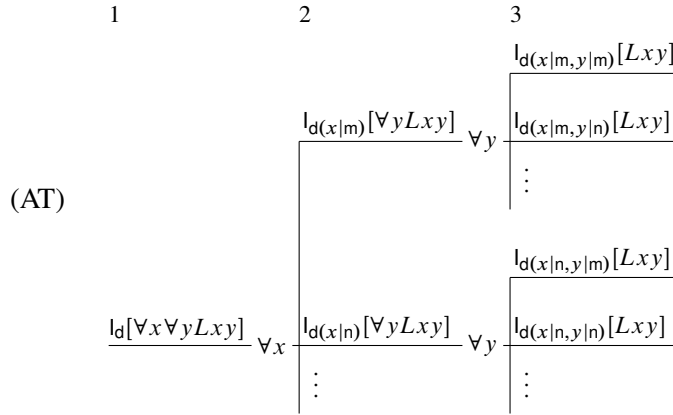 1 2 3
I_d(x|m,y|m)[Lxy]
I_d(x|m)[∀yLxy] ∀y I_d(x|m,y|n)[Lxy]
⋮
(AT)
I_d(x|n,y|m)[Lxy]
I_d[∀x∀yLxy] ∀x I_d(x|n)[∀yLxy] ∀y I_d(x|n,y|n)[Lxy]
⋮ ⋮